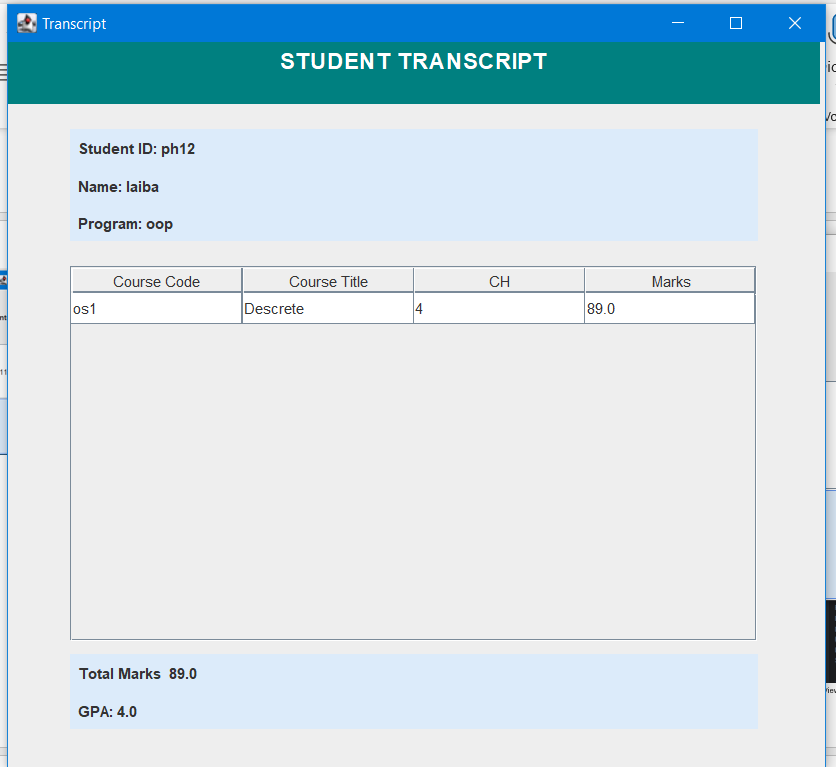 Transcript
STUDENT TRANSCRIPT
Student ID: ph12
Name: laiba
Program: oop
Course Code Course Title CH Marks
os1 Descrete 4 89.0
Total Marks 89.0
GPA: 4.0